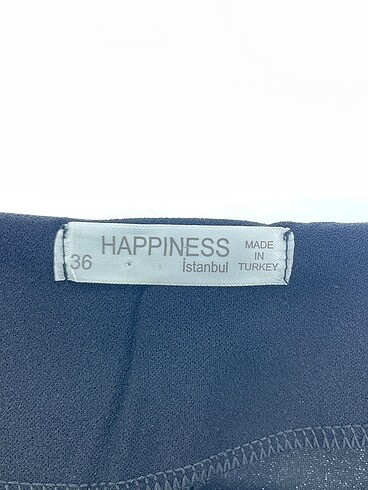 36
HAPPINESS
İstanbul
MADE
IN
TURKEY